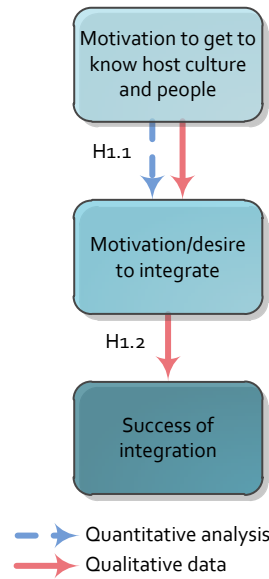 Motivation to get to
know host culture
and people
H1.1
Motivation/desire
to integrate
H1.2
Success of
integration
Quantitative analysis
Qualitative data